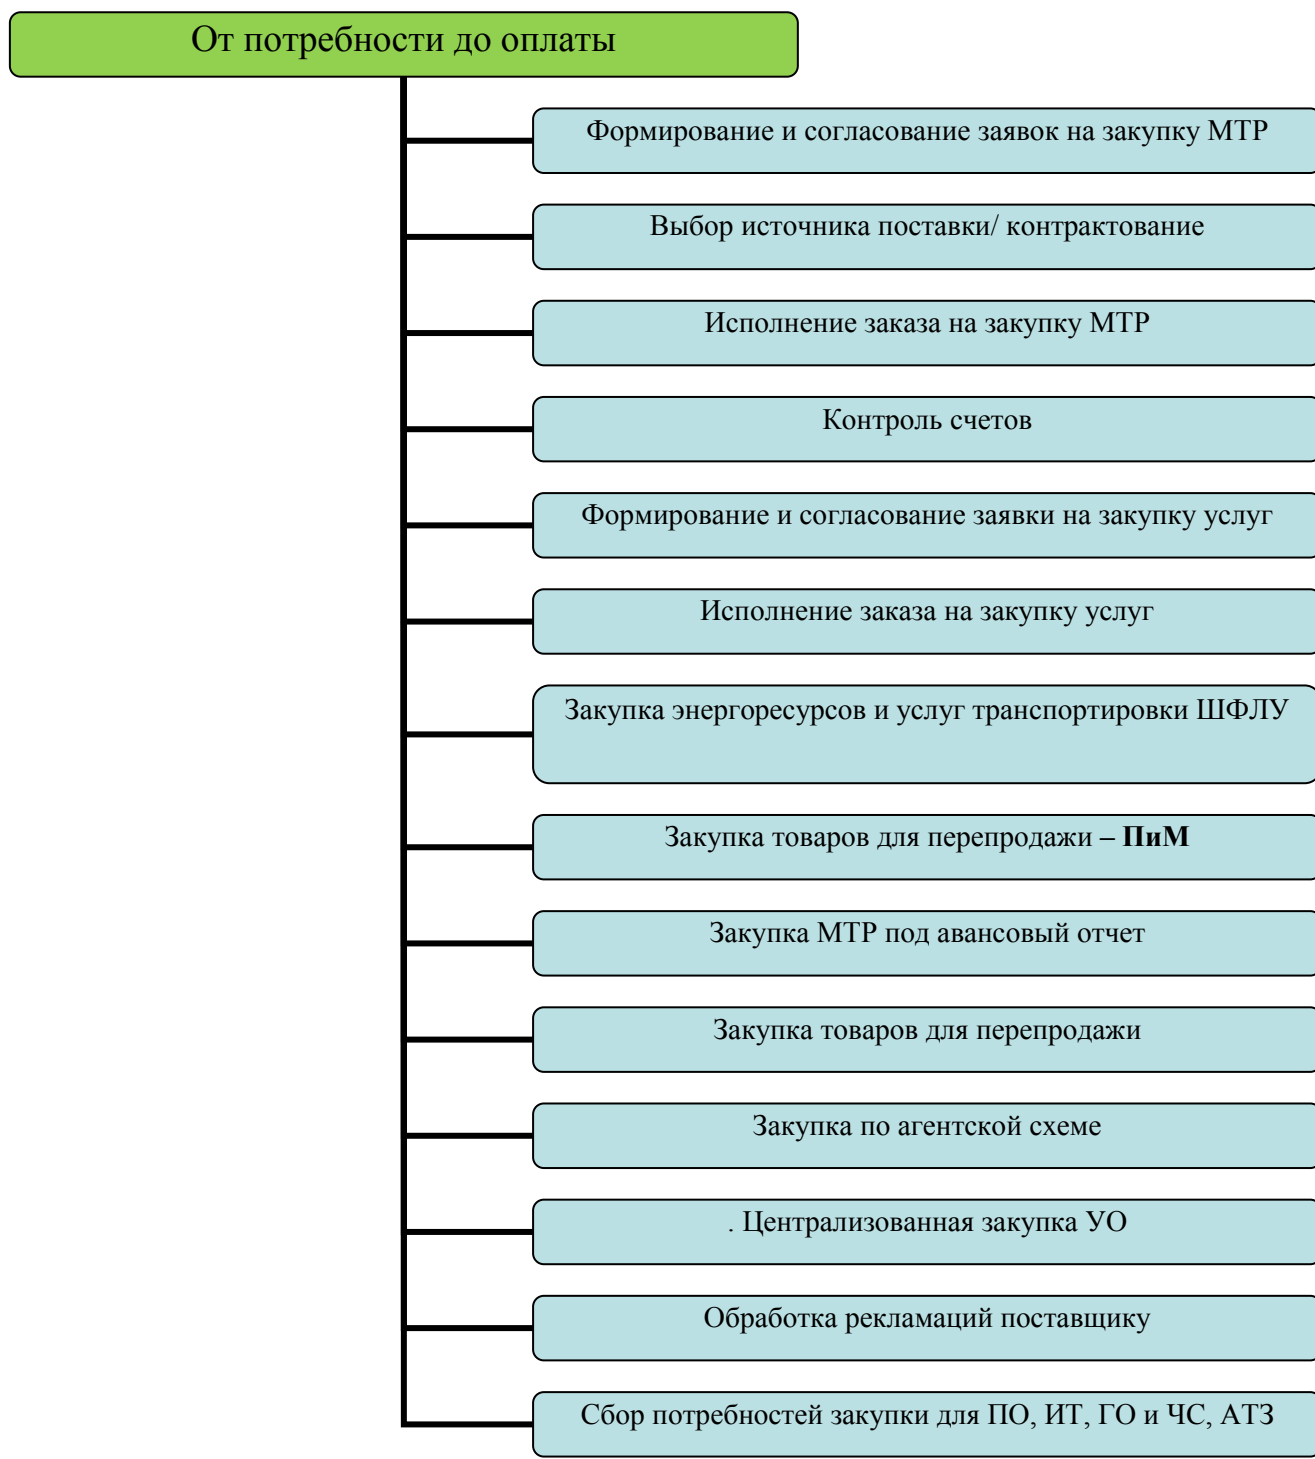 От потребности до оплаты
Формирование и согласование заявок на закупку МТР
Выбор источника поставки/ контрактование
Исполнение заказа на закупку МТР
Контроль счетов
Формирование и согласование заявки на закупку услуг
Исполнение заказа на закупку услуг
Закупка энергоресурсов и услуг транспортировки ШФЛУ
Закупка товаров для перепродажи – ПиМ
Закупка МТР под авансовый отчет
Закупка товаров для перепродажи
Закупка по агентской схеме
. Централизованная закупка УО
Обработка рекламаций поставщику
Сбор потребностей закупки для ПО, ИТ, ГО и ЧС, АТЗ